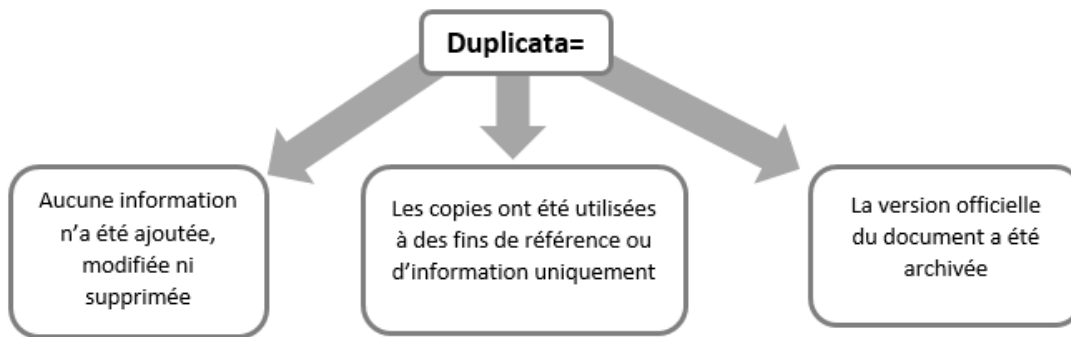 Duplicata=
Aucune information
n’a été ajoutée,
modifiée ni
supprimée
Les copies ont été utilisées
à des fins de référence ou
d’information uniquement
La version officielle
du document a été
archivée